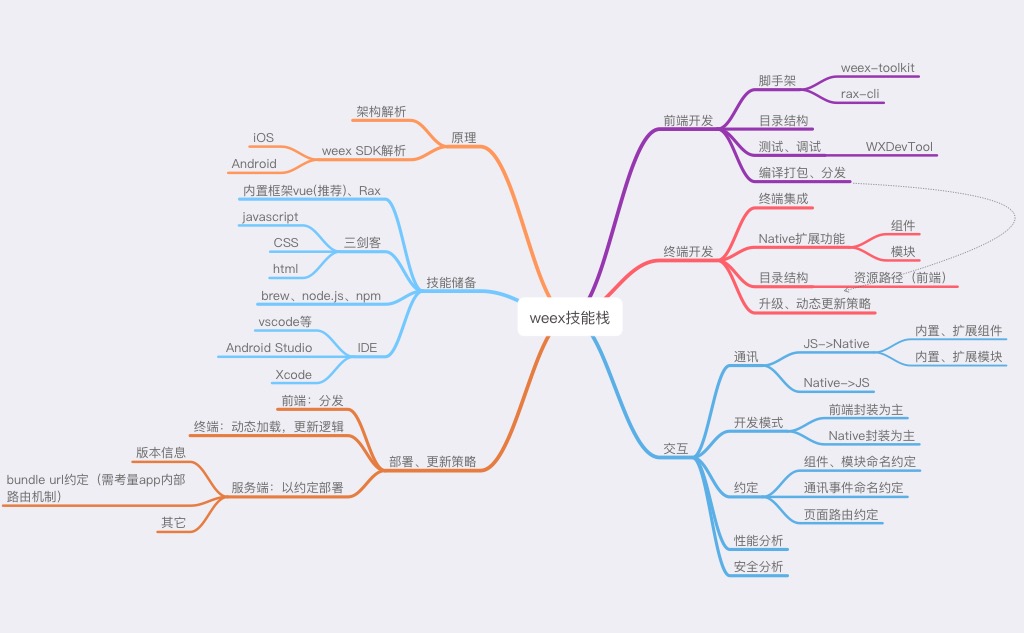 weex技能栈
前端开发
脚手架
weex-toolkit
rax-cli
目录结构
测试、调试
WXDevTool
编译打包、分发
终端开发
终端集成
Native扩展功能
组件
模块
目录结构
资源路径（前端）
升级、动态更新策略
交互
通讯
JS->Native
内置、扩展组件
内置、扩展模块
Native->JS
开发模式
前端封装为主
Native封装为主
约定
组件、模块命名约定
通讯事件命名约定
页面路由约定
性能分析
安全分析
原理
架构解析
weex SDK解析
iOS
Android
技能储备
内置框架vue(推荐)、Rax
三剑客
javascript
CSS
html
brew、node.js、npm
IDE
vscode等
Android Studio
Xcode
部署、更新策略
前端：分发
终端：动态加载，更新逻辑
服务端：以约定部署
版本信息
bundle url约定（需考量app内部
路由机制）
其它